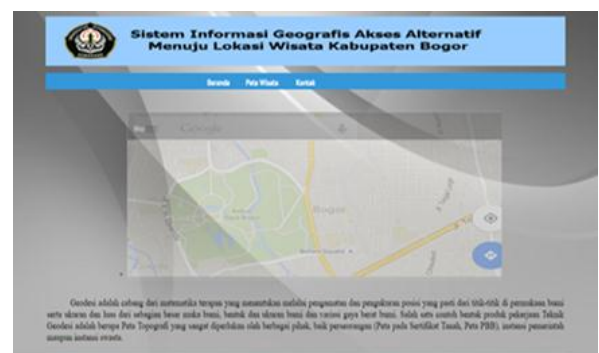 Sistem Informasi Geografis Akses Alternatif
Menuju Lokasi Wisata Kabupaten Bogor
Beranda Peta Wisata Kontak
Google
Bogor
Geodesi adalah cabang dari matematika terapan yang menentukan melalui pengamatan dan pengukuran posisi yang pasti dari titik-titik di permukaan bumi
serta ukuran dan luas dari sebagian besar muka bumi, bentuk dan ukuran bumi dan variasi gaya berat bumi. Salah satu contoh bentuk produk pekerjaan Teknik
Geodesi adalah berupa Peta Topografi yang sangat diperlukan oleh berbagai pihak, baik perseorangan (Peta pada Sertifikat Tanah, Peta PBB), instansi pemerintah
maupun instansi swasta.